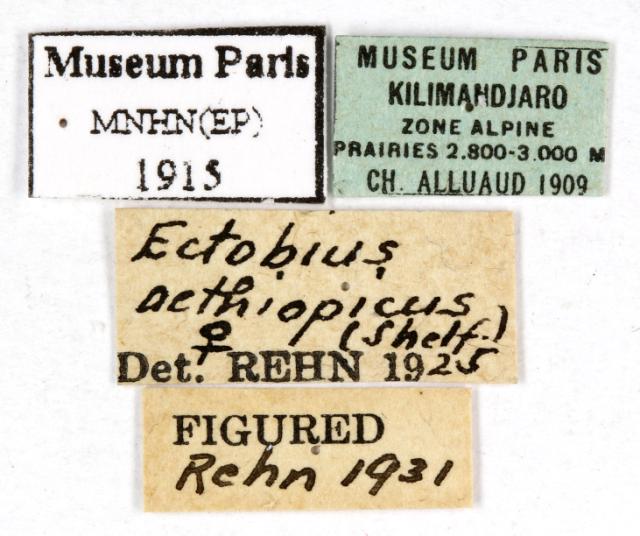 Museum Paris
MNHN(EP)
1915
MUSEUM PARIS
KILIMANDJARO
ZONE ALPINE
PRAIRIES 2.800-3.000 M
CH. ALLUAUD 1909
Ectobius
aethiopicus
♀ (Shelf.)
Det. REHN 1925
FIGURED
Rehn 1931